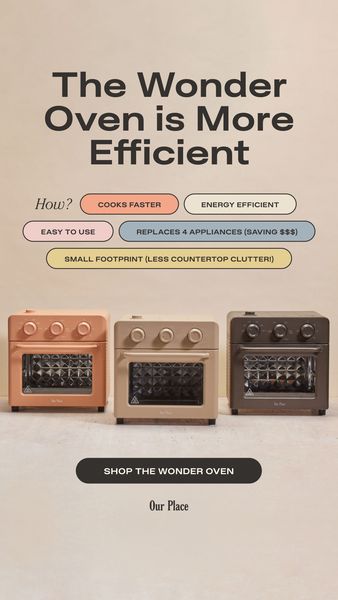 The Wonder
Oven is More
Efficient
How?
COOKS FASTER
ENERGY EFFICIENT
EASY TO USE
REPLACES 4 APPLIANCES (SAVING $$$)
SMALL FOOTPRINT (LESS COUNTERTOP CLUTTER!)
SHOP THE WONDER OVEN
Our Place